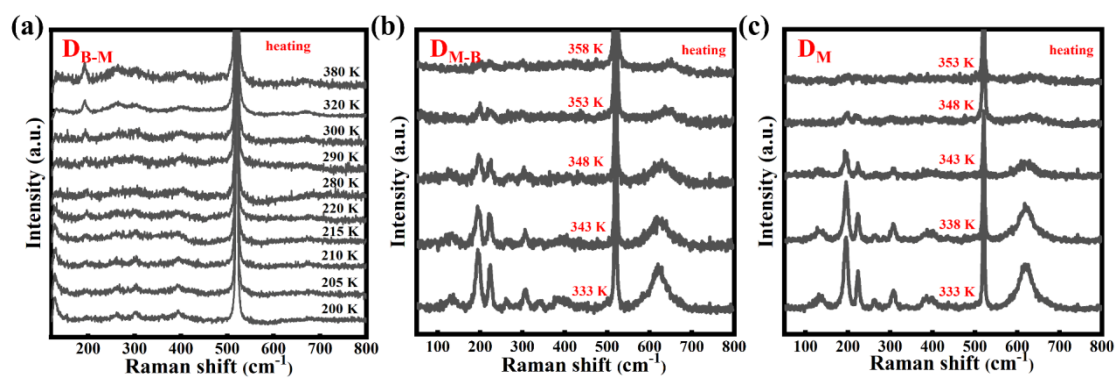 (a)
D_B-M
heating
380 K
320 K
300 K
290 K
280 K
220 K
215 K
210 K
205 K
200 K
Intensity (a.u.)
200 300 400 500 600 700 800
Raman shift (cm⁻¹)
(b)
D_M-B
358 K
heating
353 K
348 K
343 K
333 K
Intensity (a.u.)
100 200 300 400 500 600 700 800
Raman shift (cm⁻¹)
(c)
D_M
heating
353 K
348 K
343 K
338 K
333 K
Intensity (a.u.)
100 200 300 400 500 600 700 800
Raman shift (cm⁻¹)